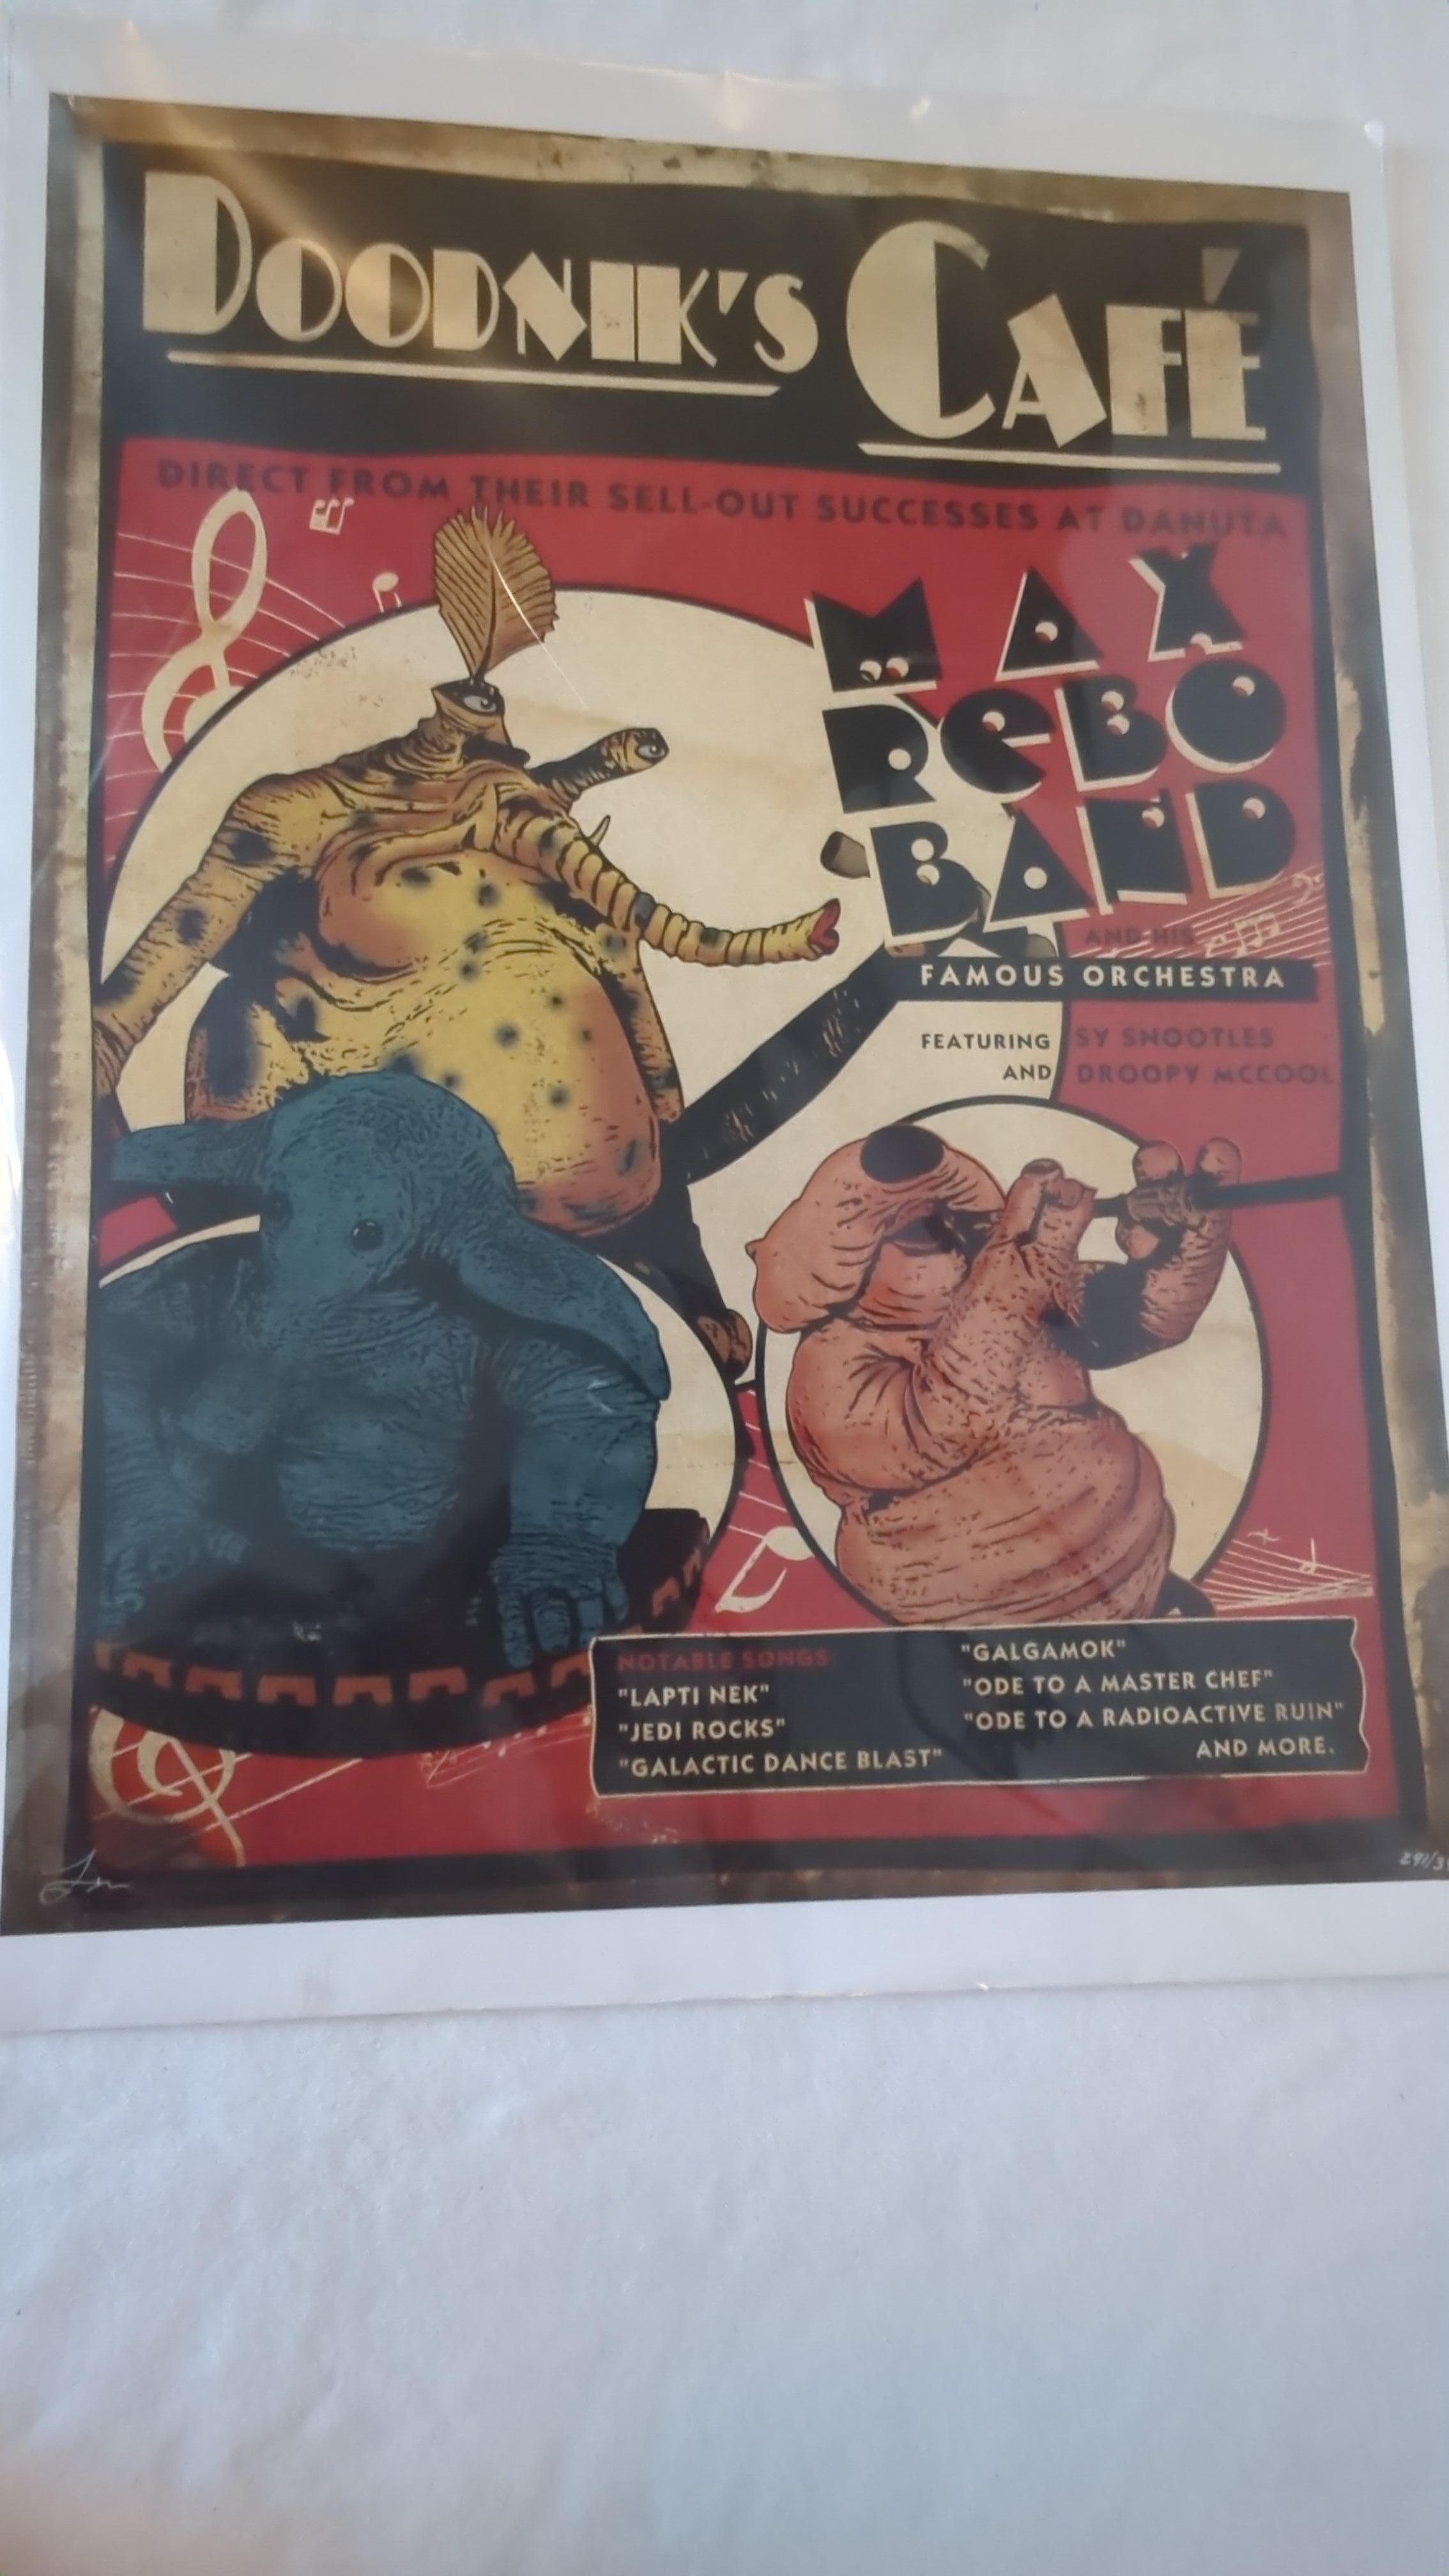 DOODNIK'S CAFÉ
DIRECT FROM THEIR SELL-OUT SUCCESSES AT DANUTA
MAX
REBO
BAND
AND HIS
FAMOUS ORCHESTRA
FEATURING SY SNOOTLES
AND DROOPY MCCOOL
NOTABLE SONGS
"LAPTI NEK"
"JEDI ROCKS"
"GALACTIC DANCE BLAST"
"GALGAMOK"
"ODE TO A MASTER CHEF"
"ODE TO A RADIOACTIVE RUIN"
AND MORE.